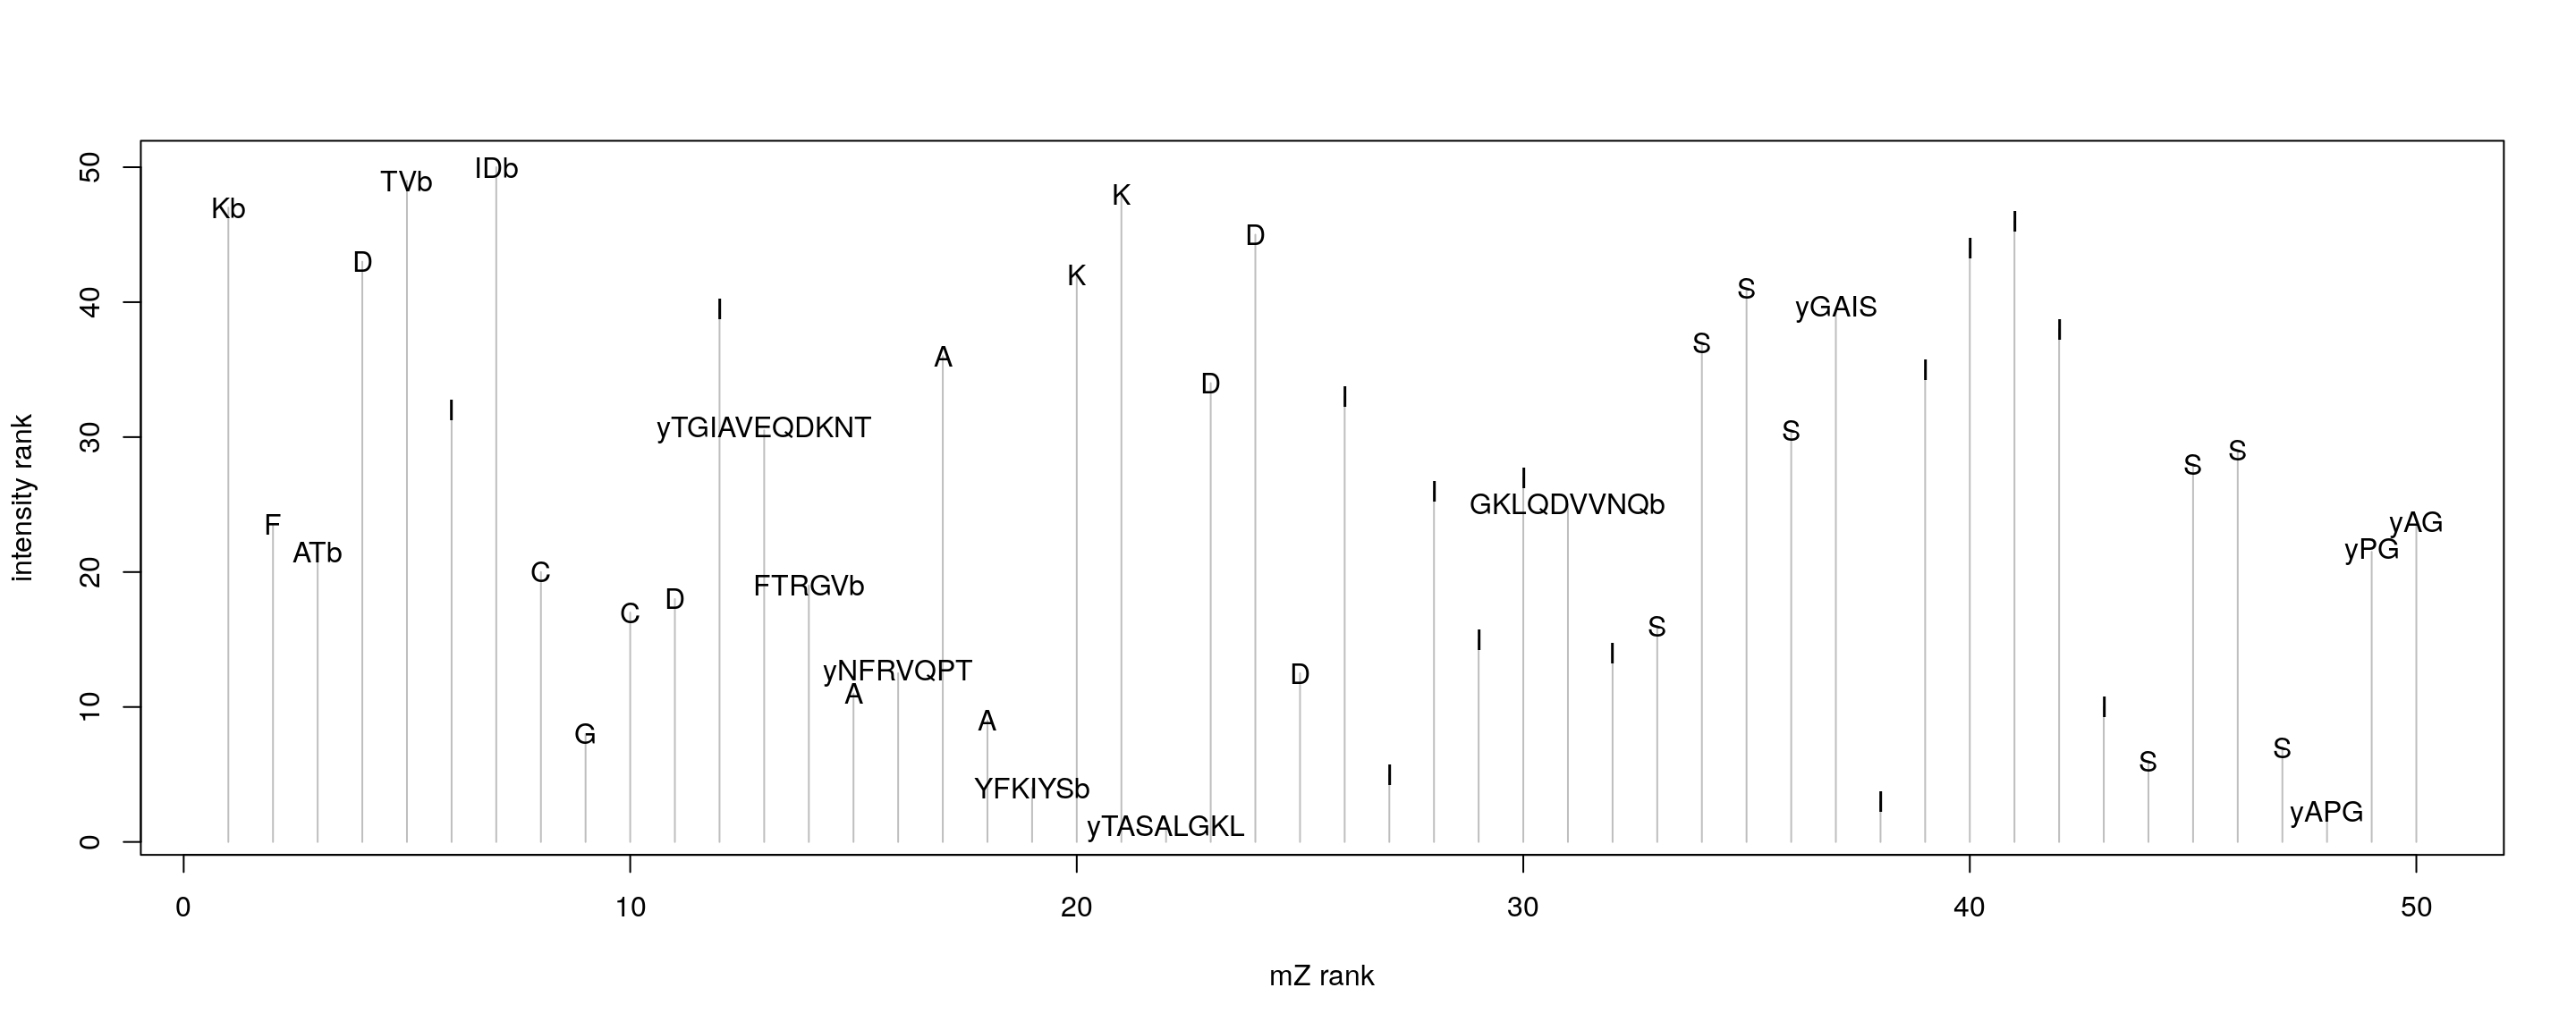 50
IDb
TVb
K
Kb
I
D
I
D
K
S
40
yGAIS
I
I
S
A
I
D
I
I
yTGIAVEQDKNT
S
30
S
S
I
I
intensity rank
GKLQDVVNQb
yAG
F
yPG
ATb
20
C
FTRGVb
D
C
S
I
I
yNFRVQPT
D
A
10
I
A
G
S
S
I
YFKIYSb
I
yAPG
yTASALGKL
0
0 10 20 30 40 50
mZ rank